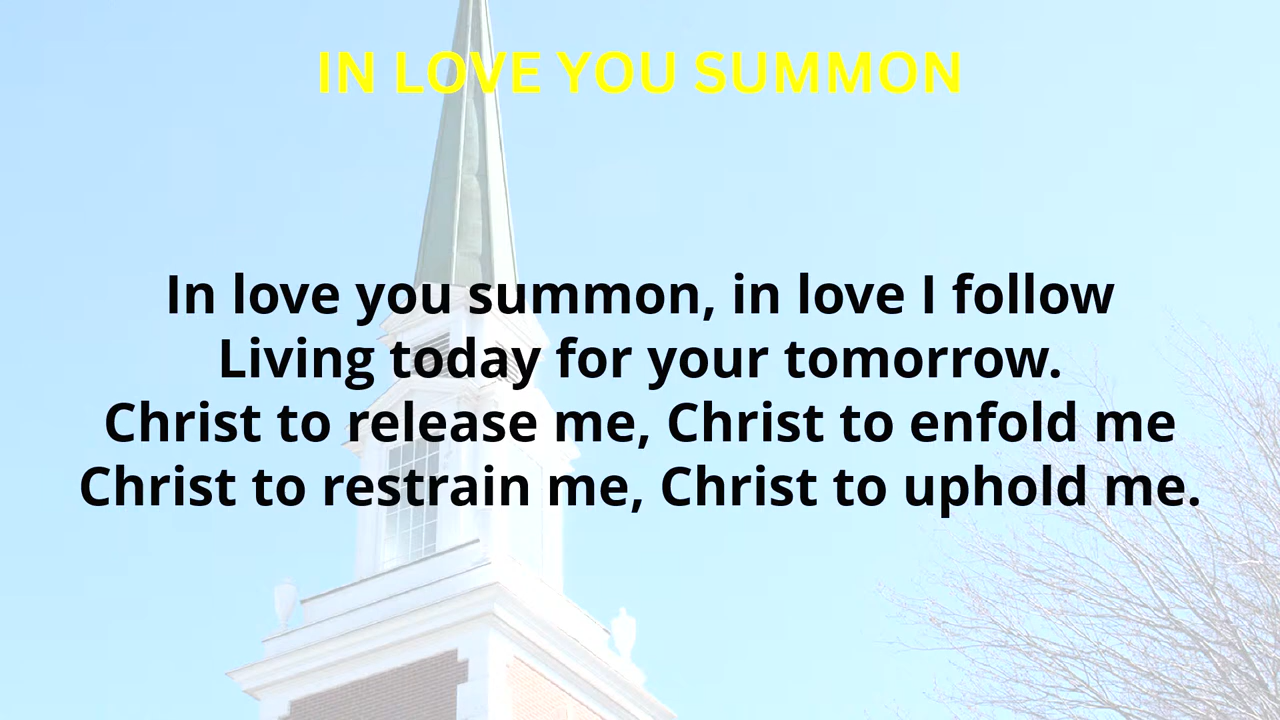 IN LOVE YOU SUMMON
In love you summon, in love I follow
Living today for your tomorrow.
Christ to release me, Christ to enfold me
Christ to restrain me, Christ to uphold me.